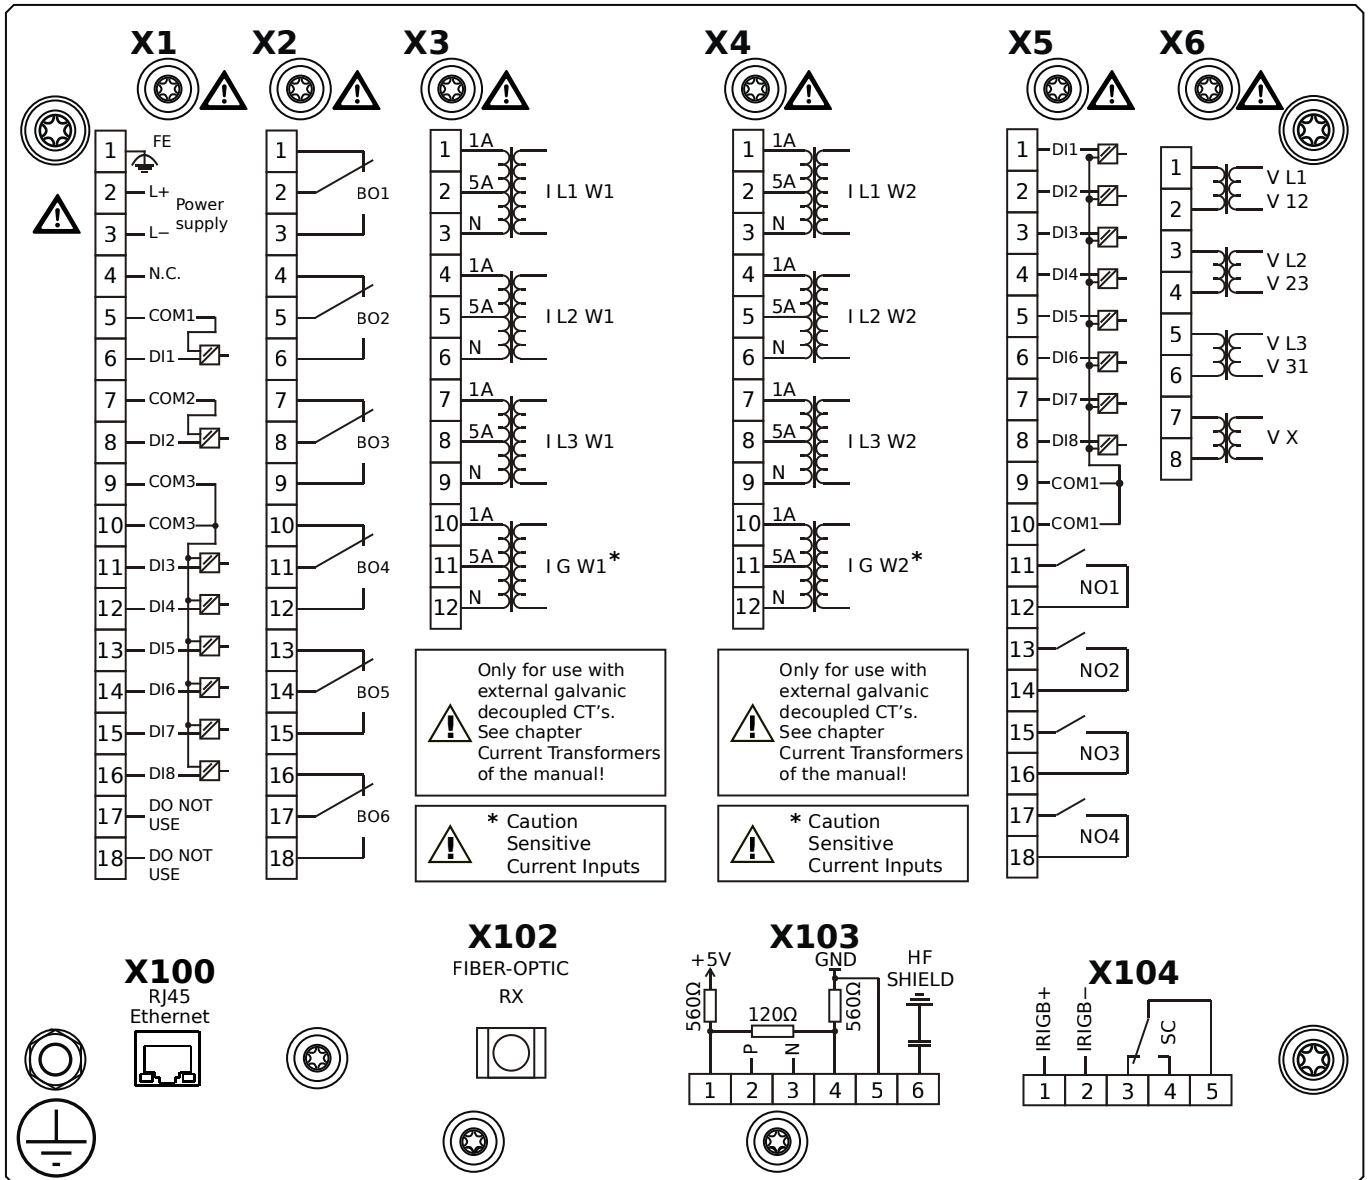 X1
X2
X3
X4
X5
X6
1
FE
2
L+
Power
supply
3
L−
4
N.C.
5
COM1
6
DI1
7
COM2
8
DI2
9
COM3
10
COM3
11
DI3
12
DI4
13
DI5
14
DI6
15
DI7
16
DI8
17
DO NOT
USE
18
DO NOT
USE
1
2
BO1
3
4
5
BO2
6
7
8
BO3
9
10
11
BO4
12
13
14
BO5
15
16
17
BO6
18
1
1A
2
5A
I L1 W1
3
N
4
1A
5
5A
I L2 W1
6
N
7
1A
8
5A
I L3 W1
9
N
10
1A
11
5A
I G W1*
12
N
Only for use with
external galvanic
decoupled CT's.
See chapter
Current Transformers
of the manual!
* Caution
Sensitive
Current Inputs
1
1A
2
5A
I L1 W2
3
N
4
1A
5
5A
I L2 W2
6
N
7
1A
8
5A
I L3 W2
9
N
10
1A
11
5A
I G W2*
12
N
Only for use with
external galvanic
decoupled CT's.
See chapter
Current Transformers
of the manual!
* Caution
Sensitive
Current Inputs
1
DI1
2
DI2
3
DI3
4
DI4
5
DI5
6
DI6
7
DI7
8
DI8
9
COM1
10
COM1
11
NO1
12
13
NO2
14
15
NO3
16
17
NO4
18
1
V L1
2
V 12
3
V L2
4
V 23
5
V L3
6
V 31
7
V X
8
X100
RJ45
Ethernet
X102
FIBER-OPTIC
RX
X103
+5V
GND
HF
SHIELD
560Ω
120Ω
560Ω
P
N
1 2 3 4 5 6
X104
IRIGB+
IRIGB−
SC
1 2 3 4 5